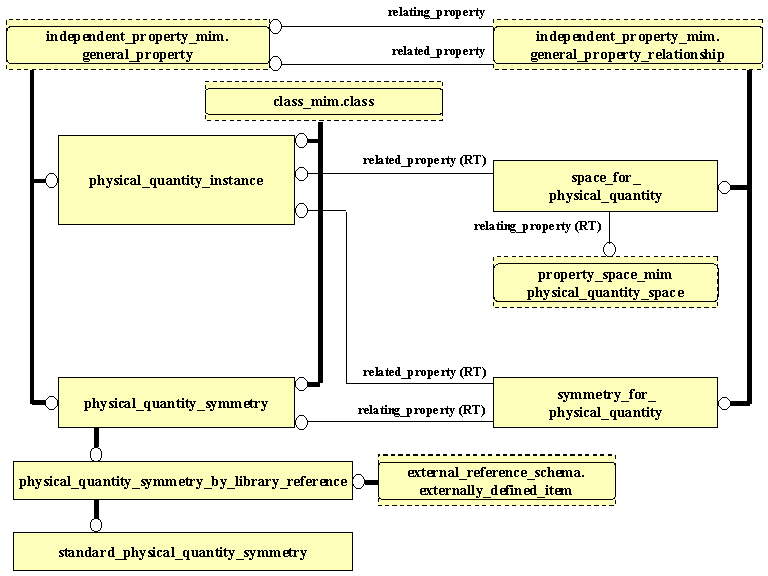 relating_property
independent_property_mim.
general_property
independent_property_mim.
general_property_relationship
related_property
class_mim.class
physical_quantity_instance
related_property (RT)
space_for_
physical_quantity
relating_property (RT)
property_space_mim
physical_quantity_space
related_property (RT)
physical_quantity_symmetry
symmetry_for_
physical_quantity
relating_property (RT)
physical_quantity_symmetry_by_library_reference
external_reference_schema.
externally_defined_item
standard_physical_quantity_symmetry